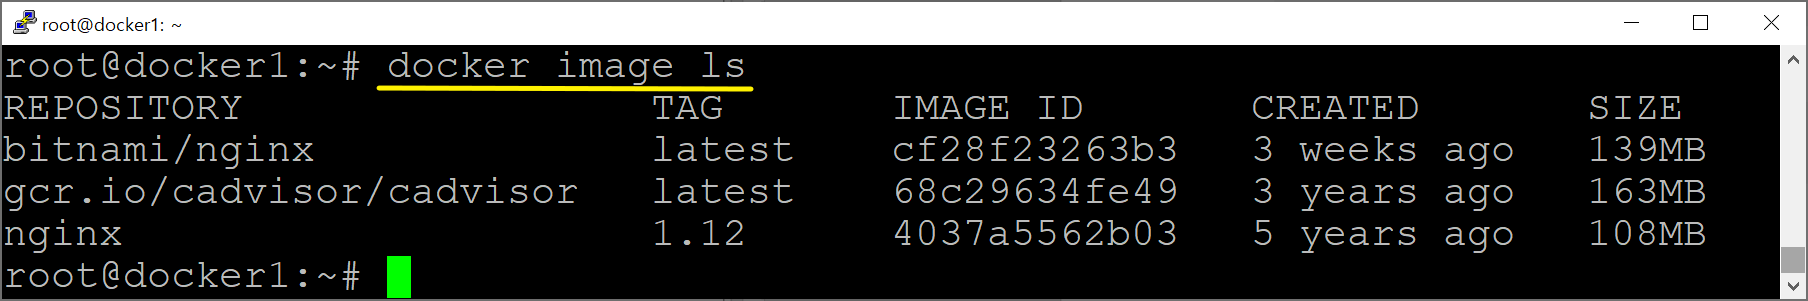 root@docker1: ~
root@docker1:~# docker image ls
REPOSITORY TAG IMAGE ID CREATED SIZE
bitnami/nginx latest cf28f23263b3 3 weeks ago 139MB
gcr.io/cadvisor/cadvisor latest 68c29634fe49 3 years ago 163MB
nginx 1.12 4037a5562b03 5 years ago 108MB
root@docker1:~#